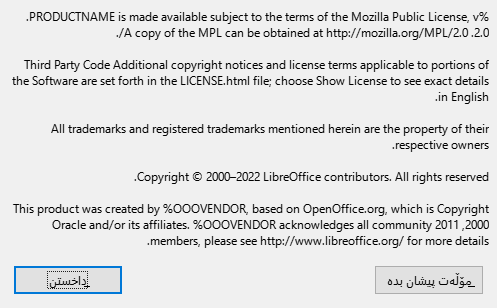 .PRODUCTNAME is made available subject to the terms of the Mozilla Public License, v%
./A copy of the MPL can be obtained at http://mozilla.org/MPL/2.0 .2.0
Third Party Code Additional copyright notices and license terms applicable to portions of
the Software are set forth in the LICENSE.html file; choose Show License to see exact details
.in English
All trademarks and registered trademarks mentioned herein are the property of their
.respective owners
.Copyright © 2000–2022 LibreOffice contributors. All rights reserved
This product was created by %OOOVENDOR, based on OpenOffice.org, which is Copyright
Oracle and/or its affiliates. %OOOVENDOR acknowledges all community 2011 ,2000
.members, please see http://www.libreoffice.org/ for more details
_مۆڵەت پیشان بدە
_داخستن